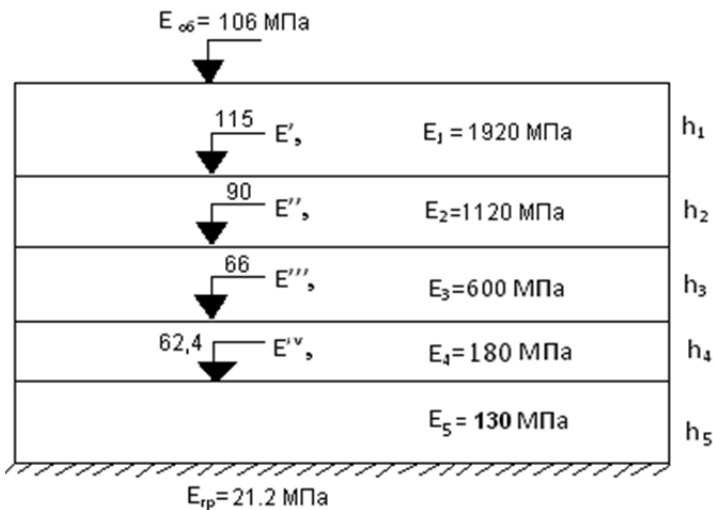 E об = 106 МПа
115 E′,
E₁ = 1920 МПа
h₁
90 E′′,
E₂=1120 МПа
h₂
66 E′′′,
E₃=600 МПа
h₃
62,4 E′ᵛ,
E₄=180 МПа
h₄
E₅= 130 МПа
h₅
Eгр=21.2 МПа